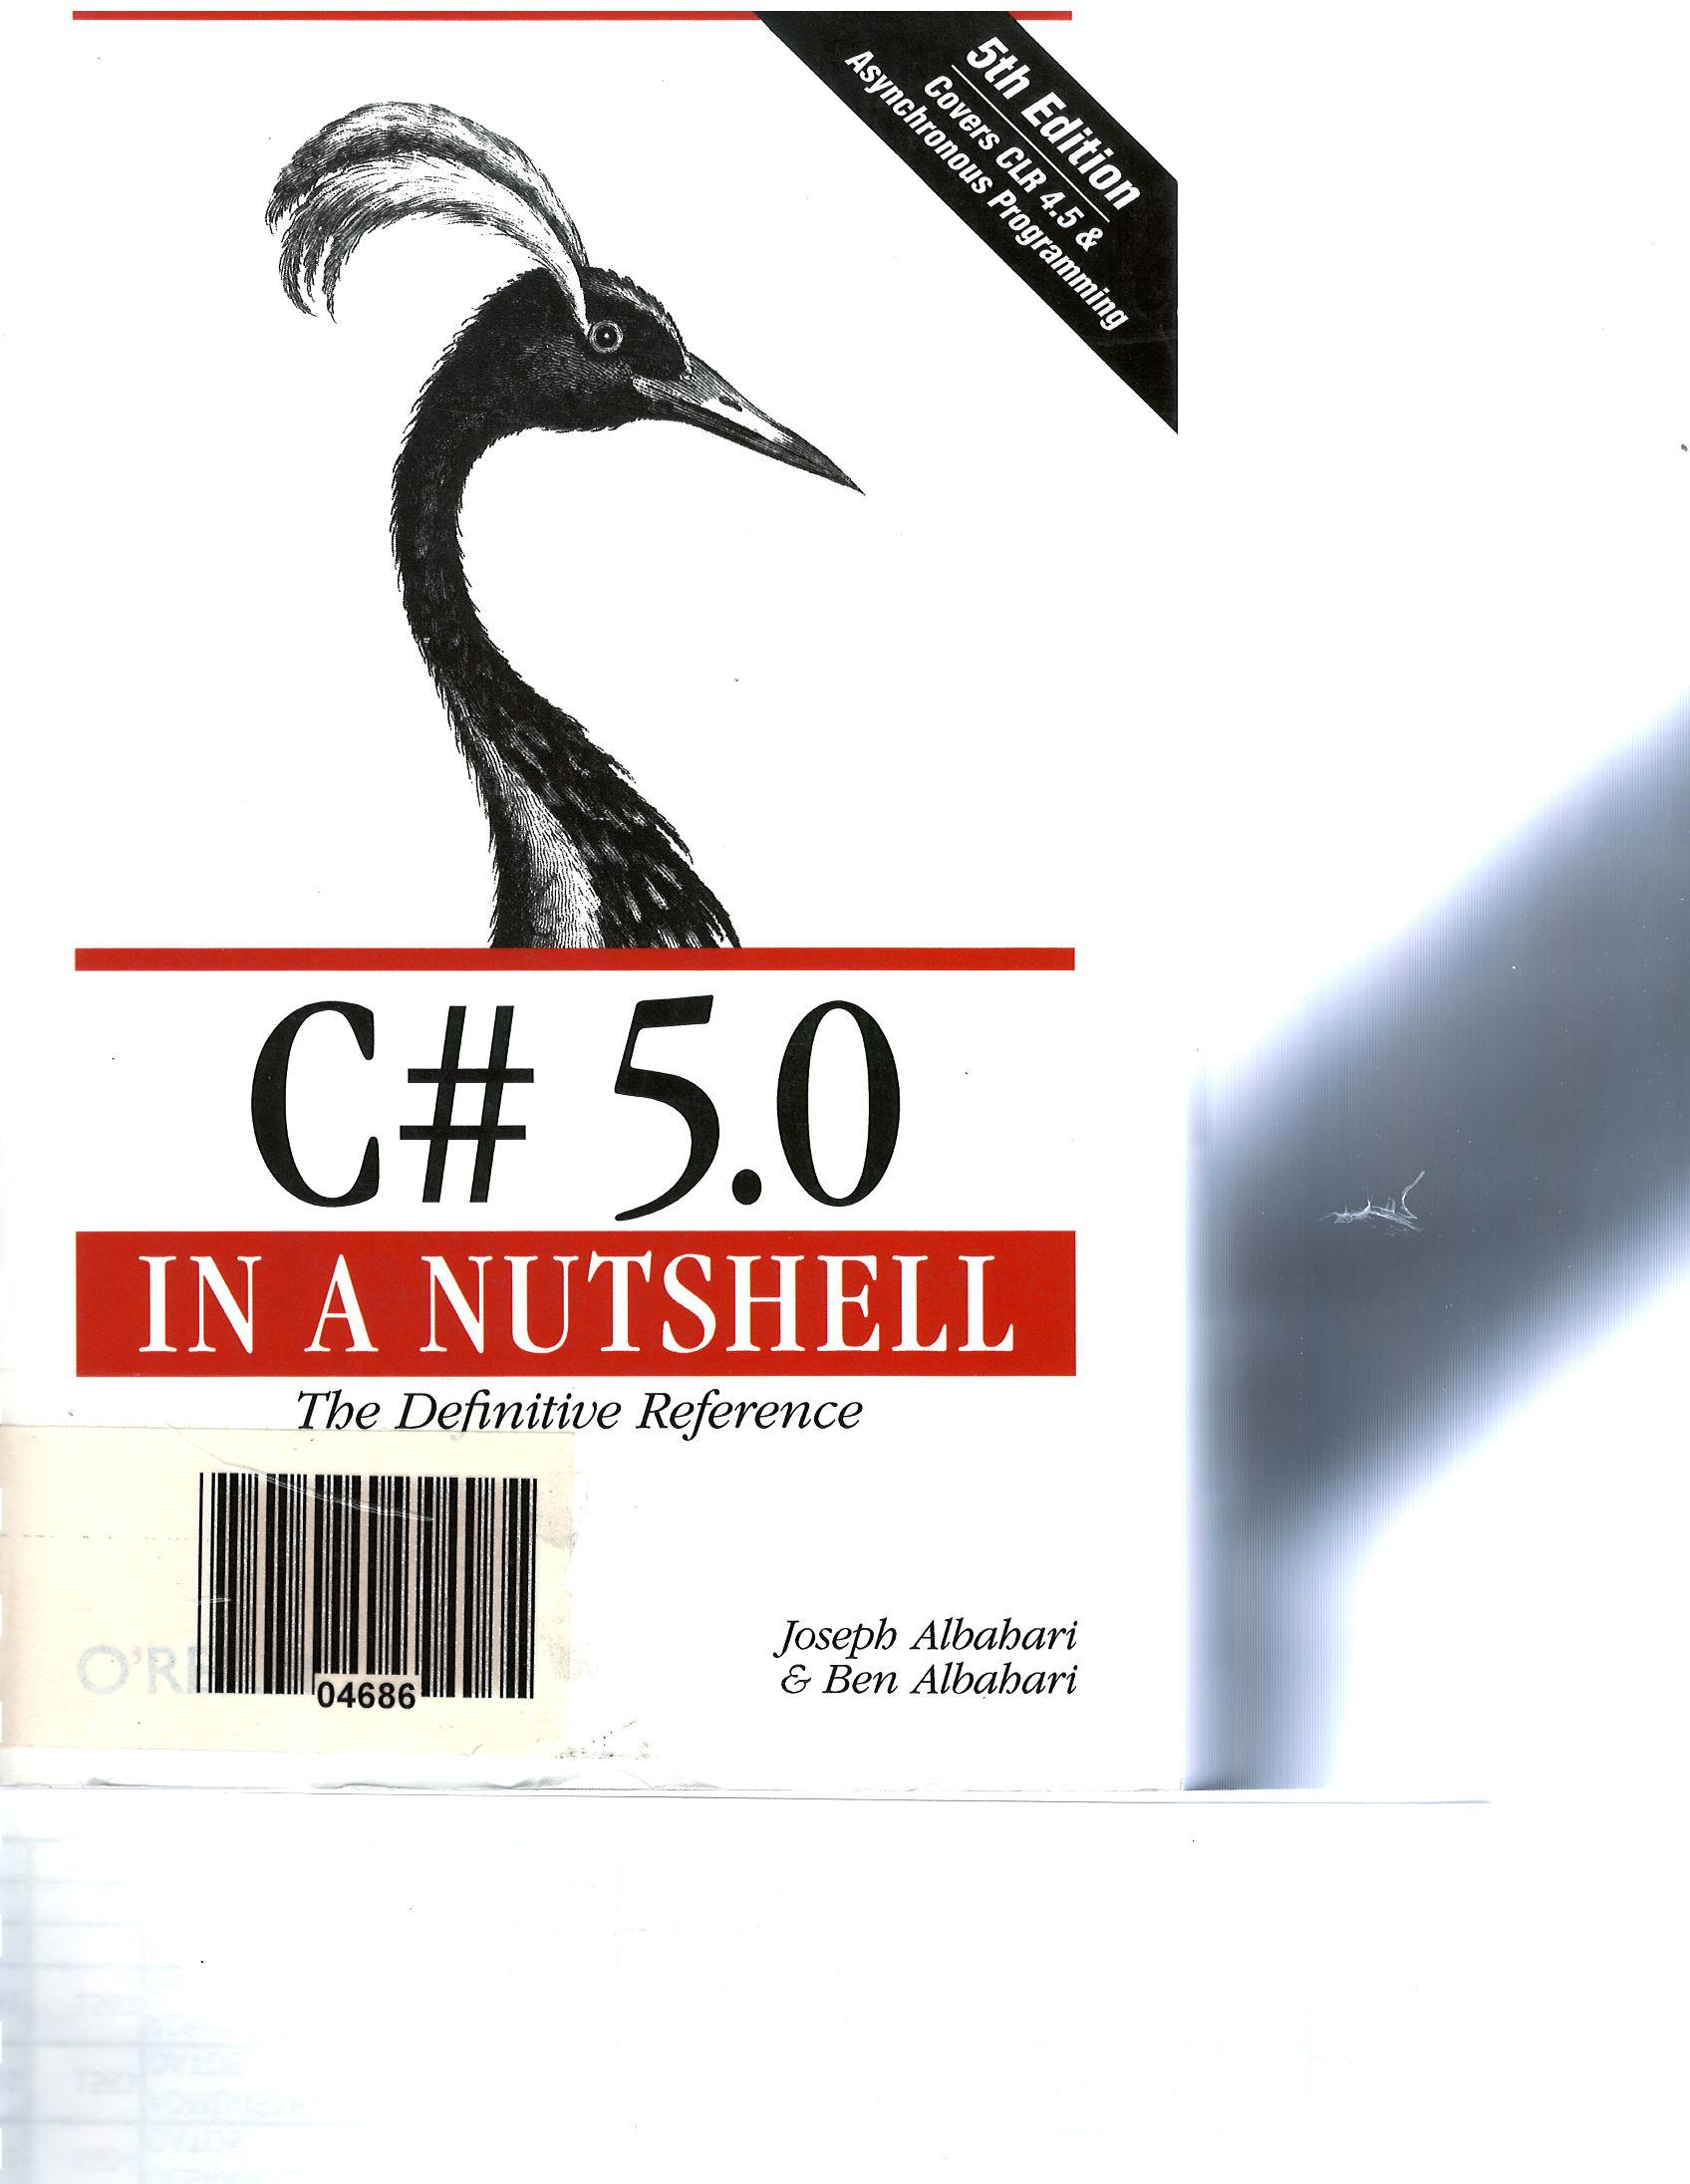 5th Edition
Covers CLR 4.5 &
Asynchronous Programming
C# 5.0
IN A NUTSHELL
The Definitive Reference
O'RE
04686
Joseph Albahari
& Ben Albahari